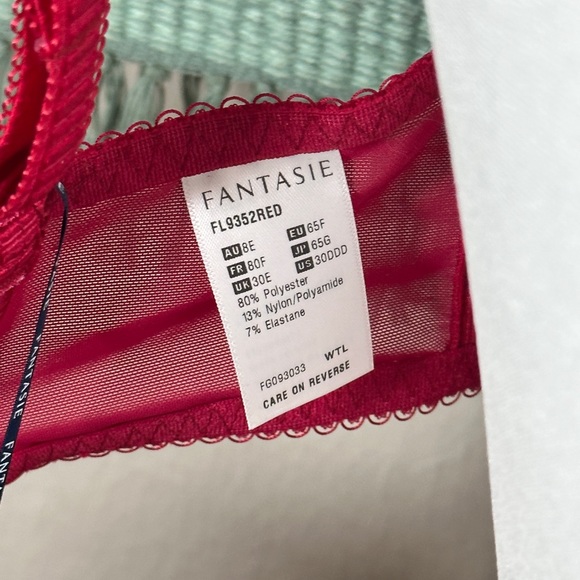 FANTASIE
FL9352RED
AU 8E EU 65F
FR 80F JP 65G
UK 30E US 30DDD
80% Polyester
13% Nylon/Polyamide
7% Elastane
FG093033 WTL
CARE ON REVERSE
FANTASIE FANT